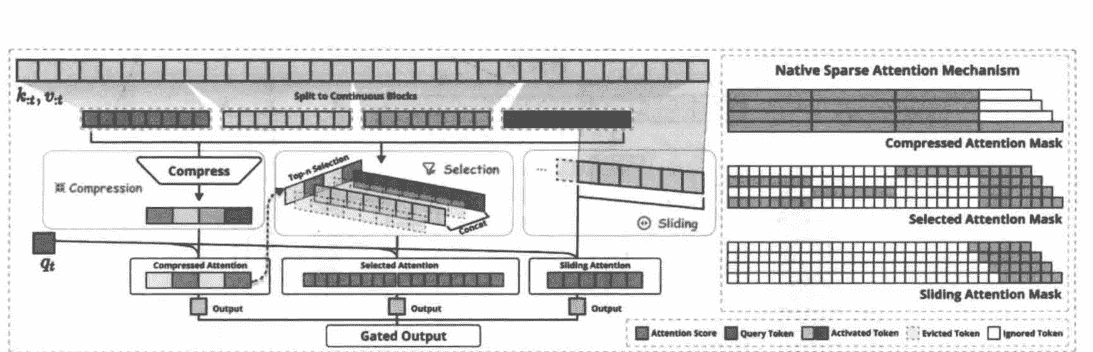 k:t, v:t
Split to Continuous Blocks
Compression
Compress
Top-n Selection
Selection
Concat
...
Sliding
qt
Compressed Attention
Selected Attention
Sliding Attention
Output
Output
Output
Gated Output
Native Sparse Attention Mechanism
Compressed Attention Mask
Selected Attention Mask
Sliding Attention Mask
Attention Score
Query Token
Activated Token
Evicted Token
Ignored Token